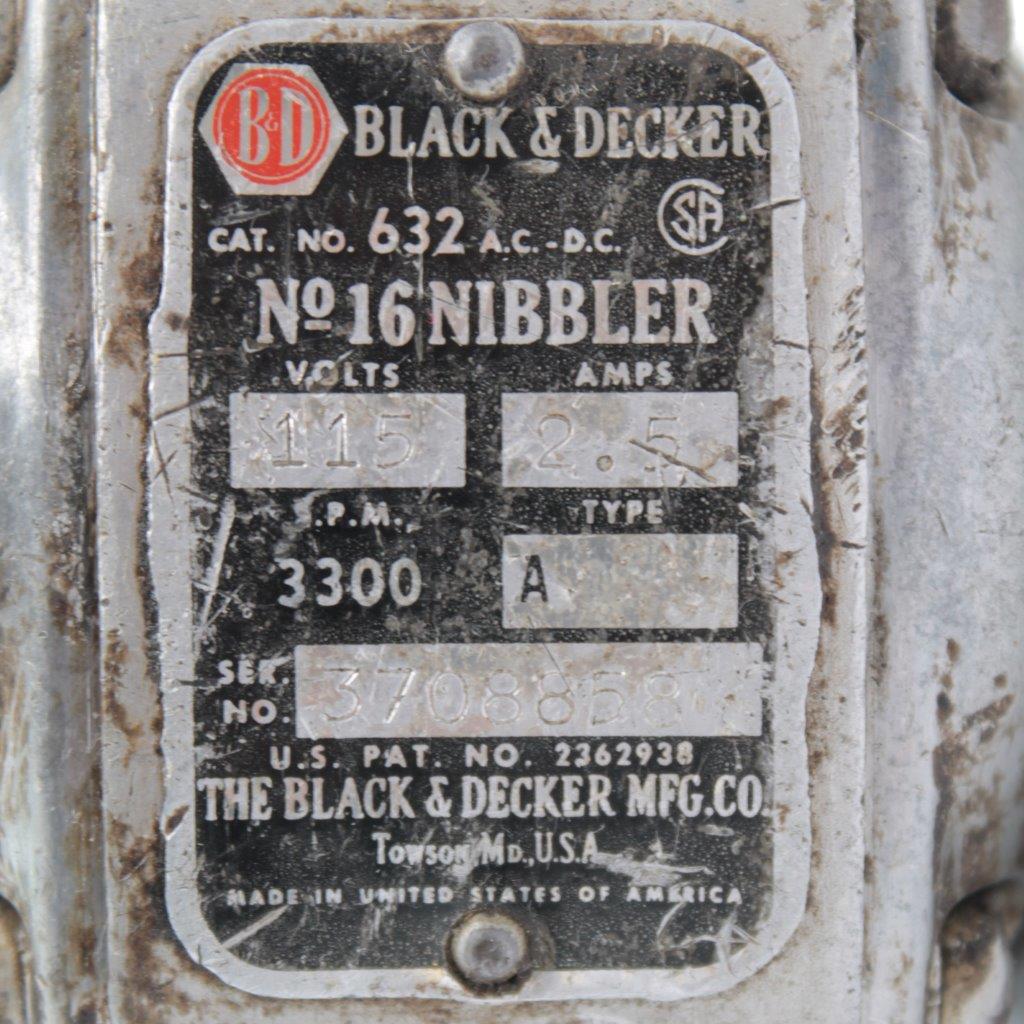 B&D BLACK & DECKER
CAT. NO. 632 A.C.-D.C. CSA
Nº 16 NIBBLER
VOLTS AMPS
115 2.5
.P.M. TYPE
3300 A
SER. NO. 3708858
U.S. PAT. NO. 2362938
THE BLACK & DECKER MFG.CO.
TOWSON, MD., U.S.A.
MADE IN UNITED STATES OF AMERICA